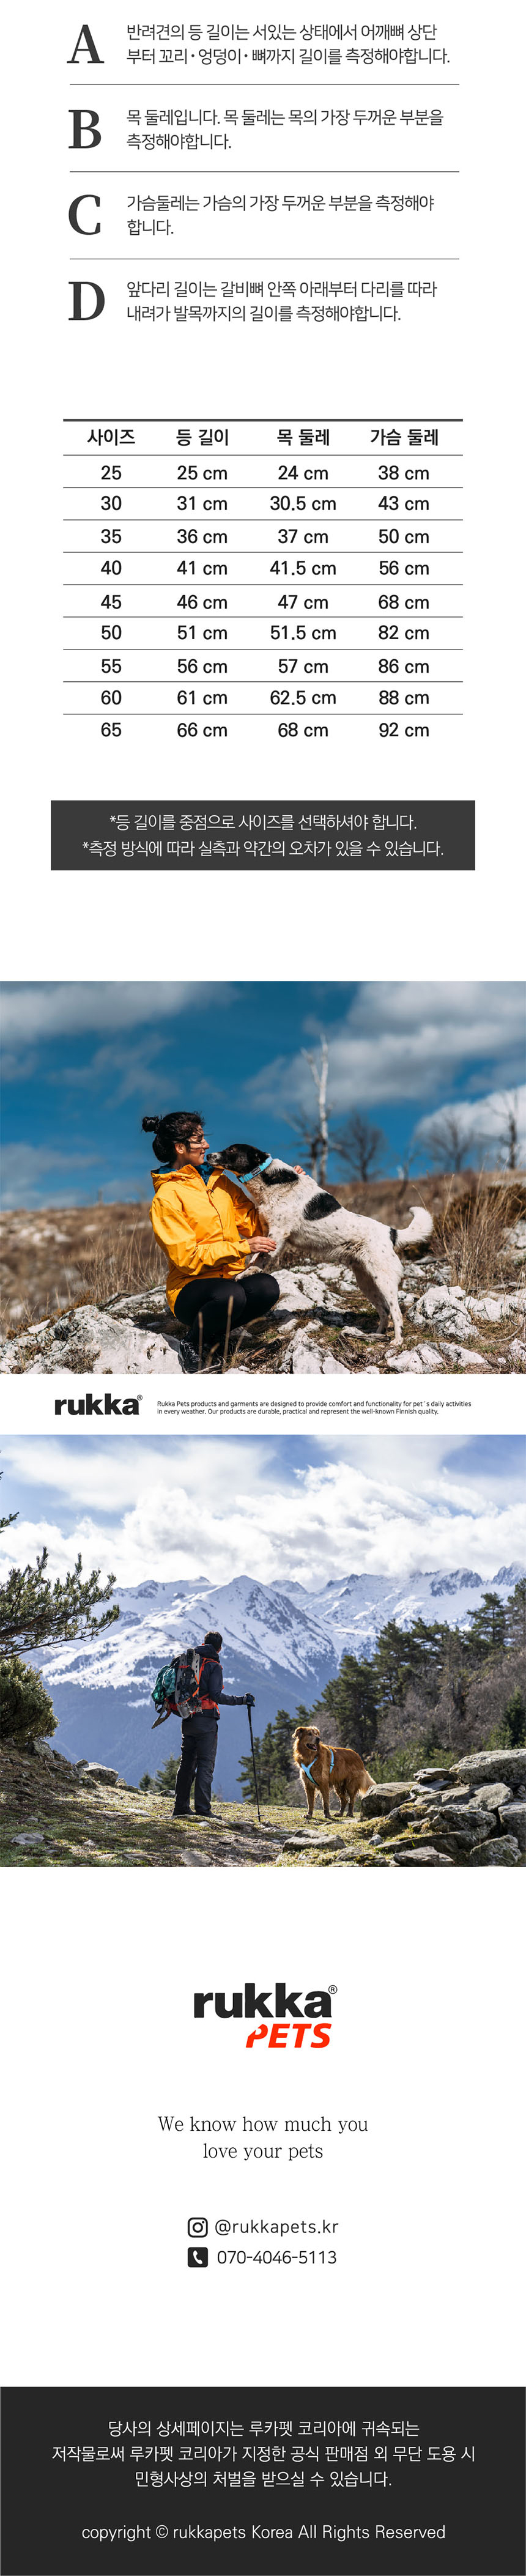 A
반려견의 등 길이는 서있는 상태에서 어깨뼈 상단
부터 꼬리·엉덩이·뼈까지 길이를 측정해야합니다.
B
목 둘레입니다. 목 둘레는 목의 가장 두꺼운 부분을
측정해야합니다.
C
가슴둘레는 가슴의 가장 두꺼운 부분을 측정해야
합니다.
D
앞다리 길이는 갈비뼈 안쪽 아래부터 다리를 따라
내려가 발목까지의 길이를 측정해야합니다.
사이즈 등 길이 목 둘레 가슴 둘레
25 25 cm 24 cm 38 cm
30 31 cm 30.5 cm 43 cm
35 36 cm 37 cm 50 cm
40 41 cm 41.5 cm 56 cm
45 46 cm 47 cm 68 cm
50 51 cm 51.5 cm 82 cm
55 56 cm 57 cm 86 cm
60 61 cm 62.5 cm 88 cm
65 66 cm 68 cm 92 cm
*등 길이를 중점으로 사이즈를 선택하셔야 합니다.
*측정 방식에 따라 실측과 약간의 오차가 있을 수 있습니다.
rukka®
Rukka Pets products and garments are designed to provide comfort and functionality for pet´s daily activities
in every weather. Our products are durable, practical and represent the well-known Finnish quality.
rukka®
PETS
We know how much you
love your pets
@rukkapets.kr
070-4046-5113
당사의 상세페이지는 루카펫 코리아에 귀속되는
저작물로써 루카펫 코리아가 지정한 공식 판매점 외 무단 도용 시
민형사상의 처벌을 받으실 수 있습니다.
copyright © rukkapets Korea All Rights Reserved